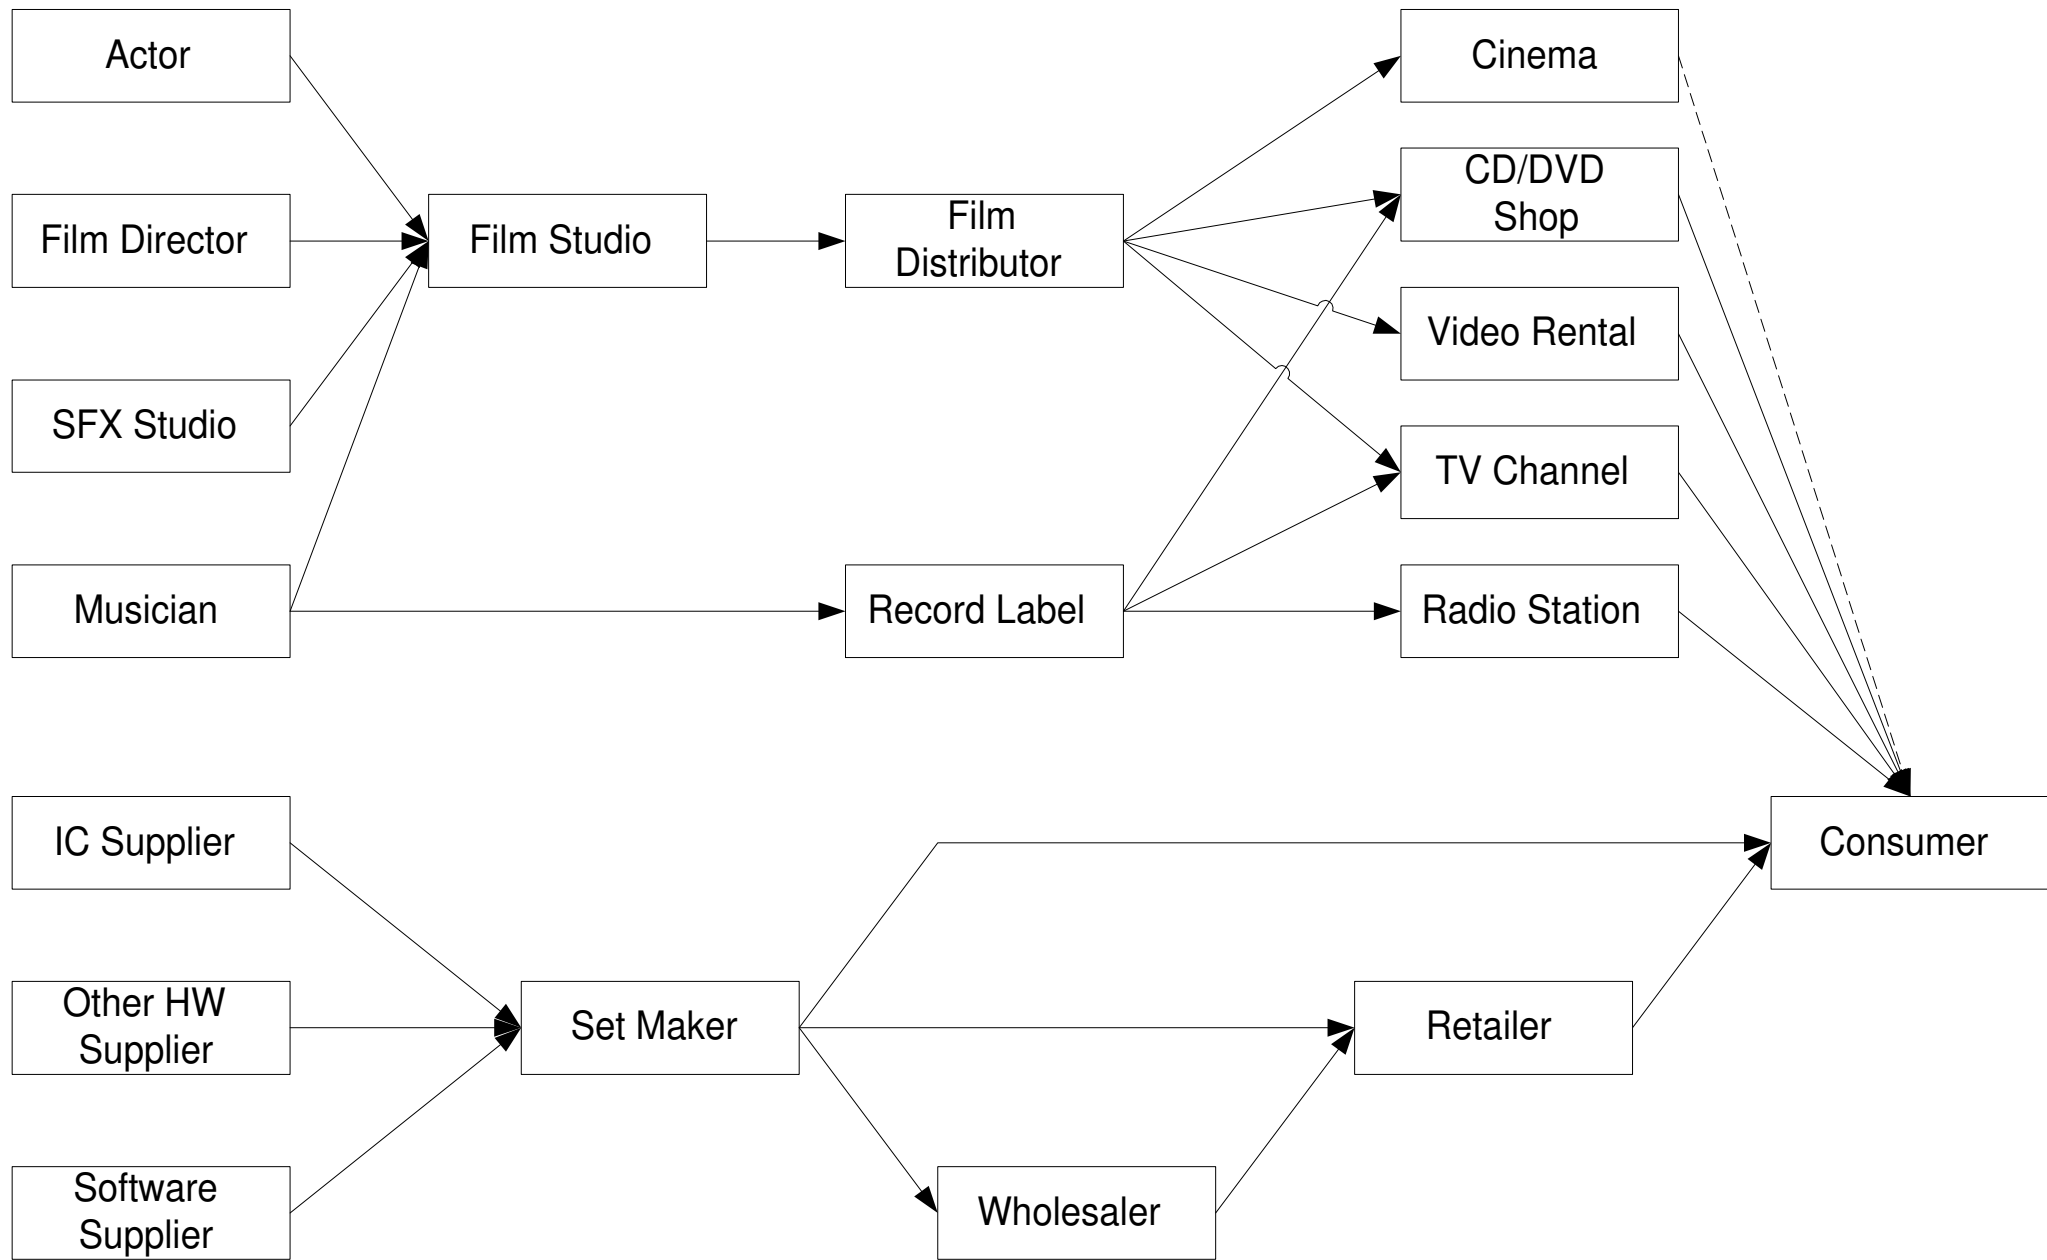 Actor
Cinema
CD/DVD
Shop
Film Director
Film Studio
Film
Distributor
Video Rental
SFX Studio
TV Channel
Musician
Record Label
Radio Station
IC Supplier
Consumer
Other HW
Supplier
Set Maker
Retailer
Software
Supplier
Wholesaler